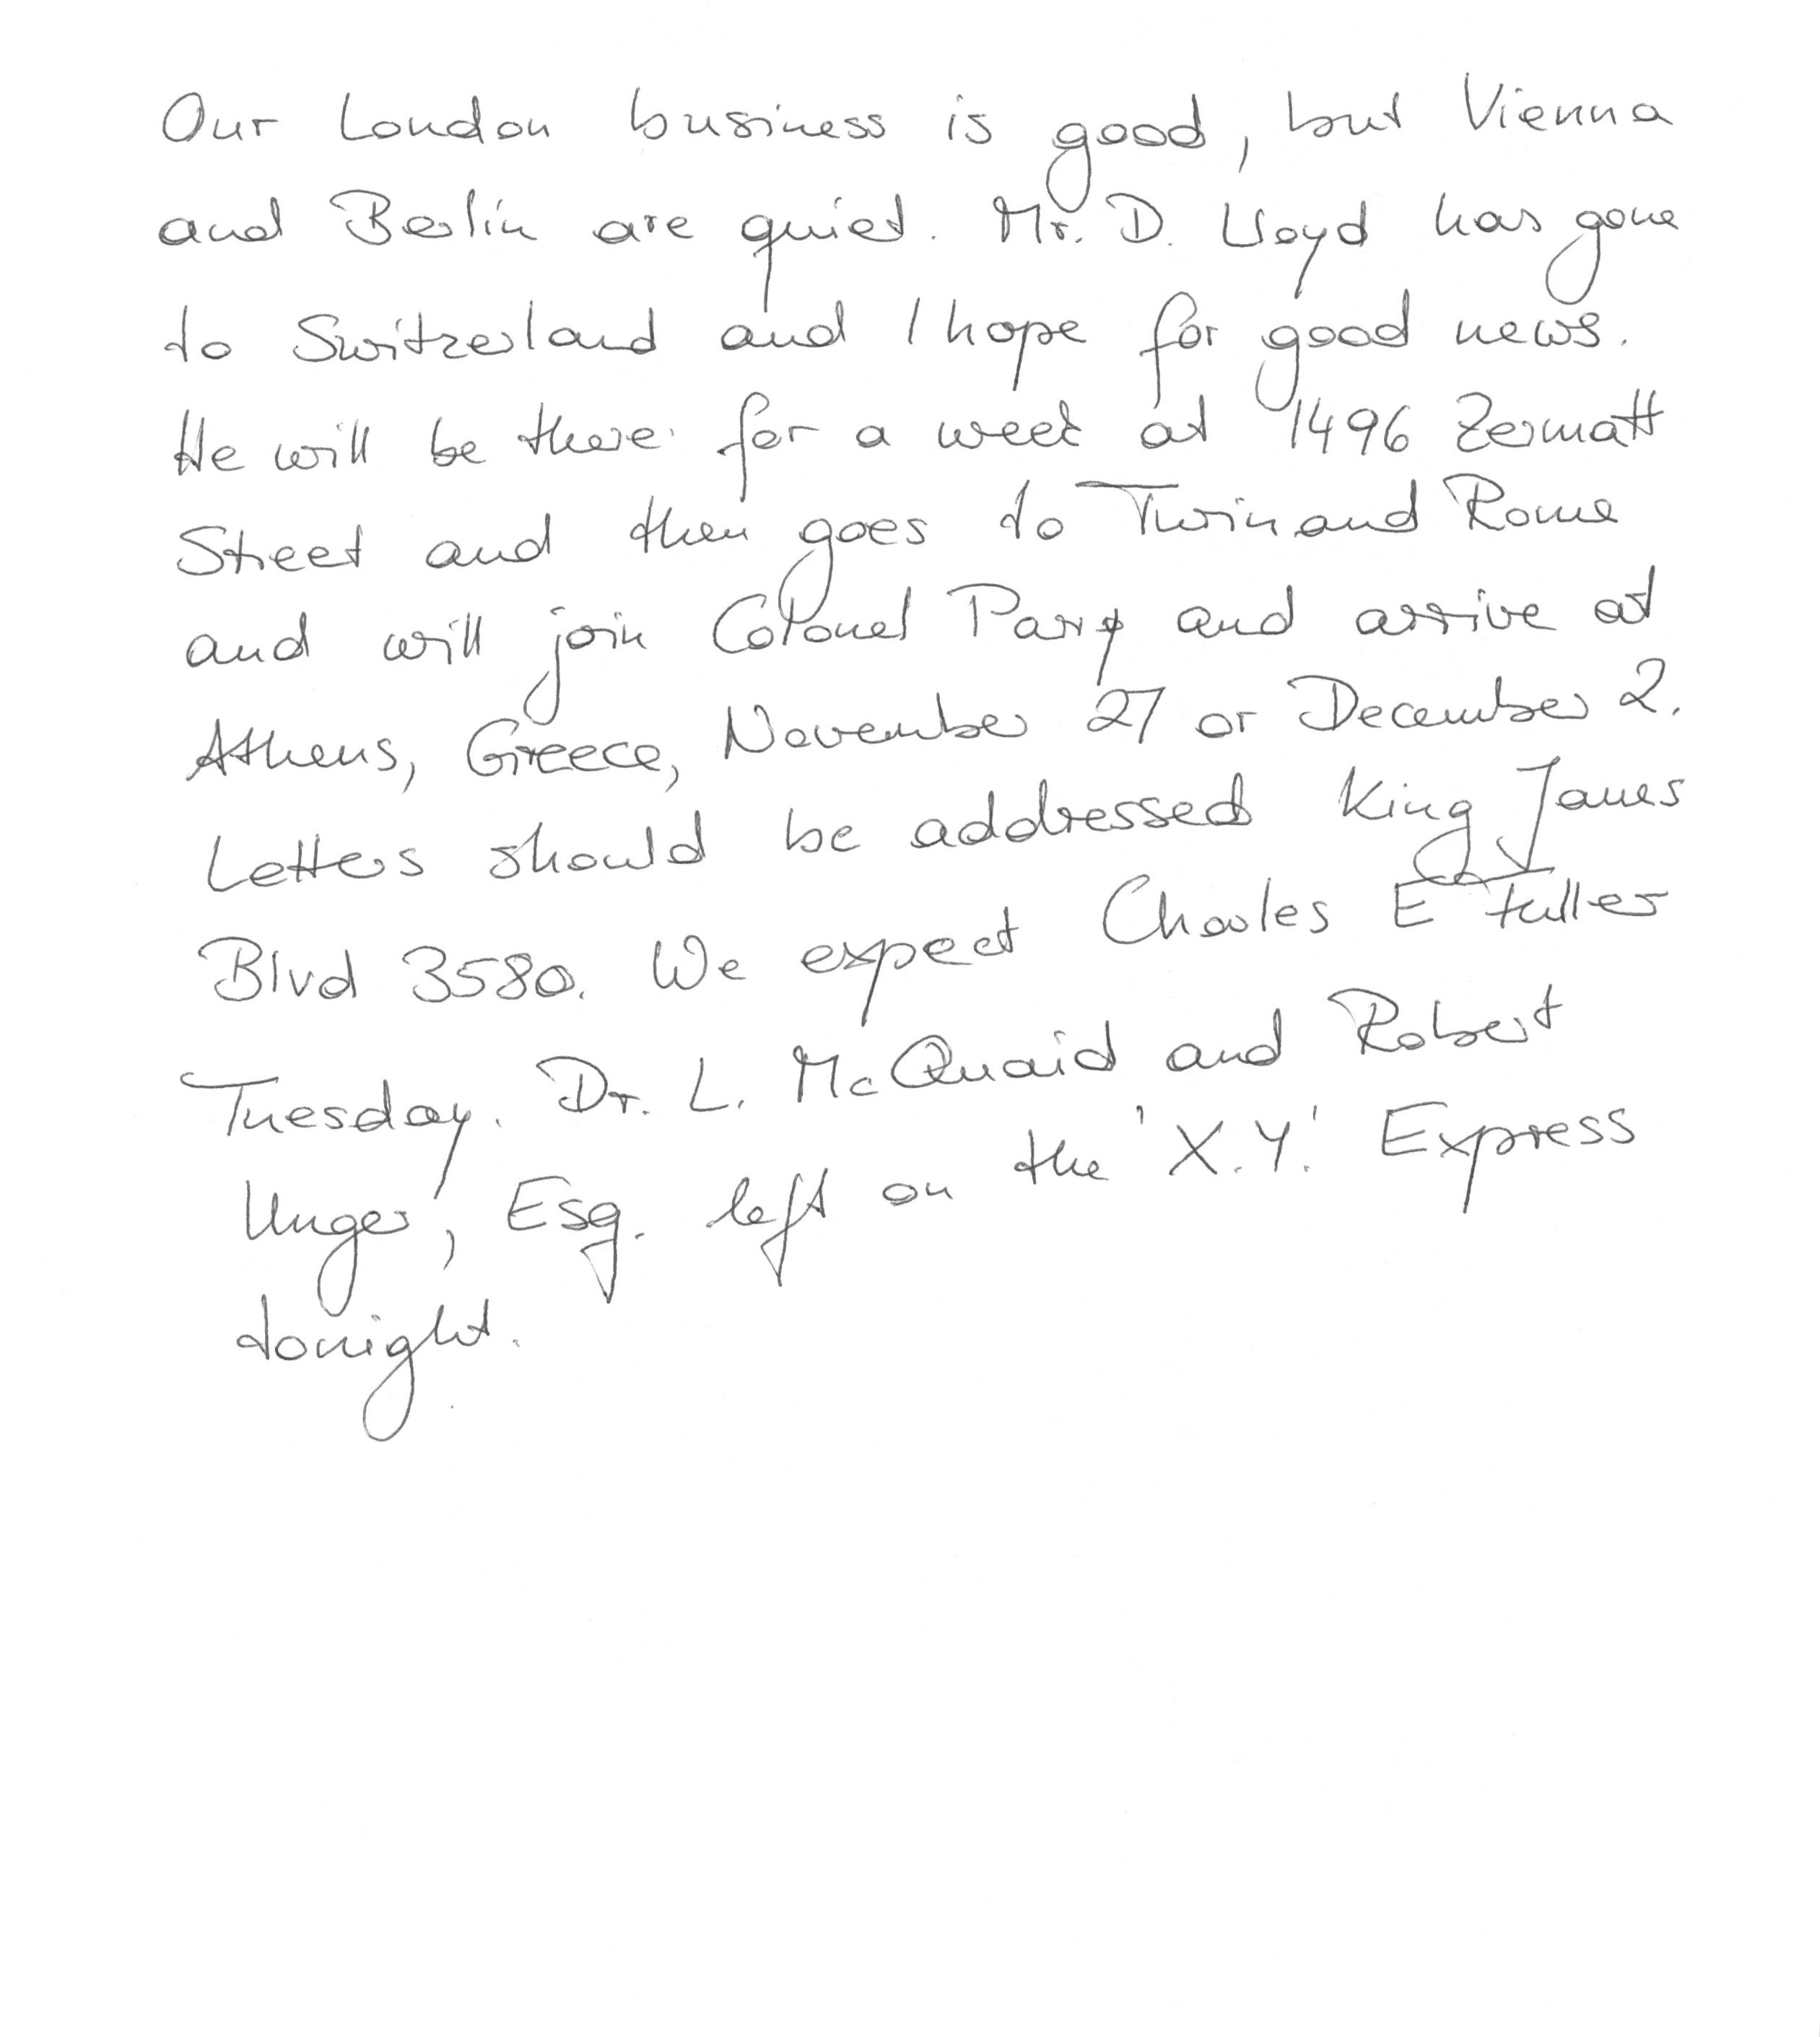 Our London business is good, but Vienna
and Berlin are quiet. Mr. D. Lloyd has gone
to Switzerland and I hope for good news.
He will be there for a week at 1496 Zermatt
Street and then goes to Turin and Rome
and will join Colonel Parry and arrive at
Athens, Greece, November 27 or December 2.
Letters should be addressed King James
Blvd 3580. We expect Charles E Fuller
Tuesday. Dr. L. McQuaid and Robert
Unger, Esq. left on the 'X.Y.' Express
tonight.